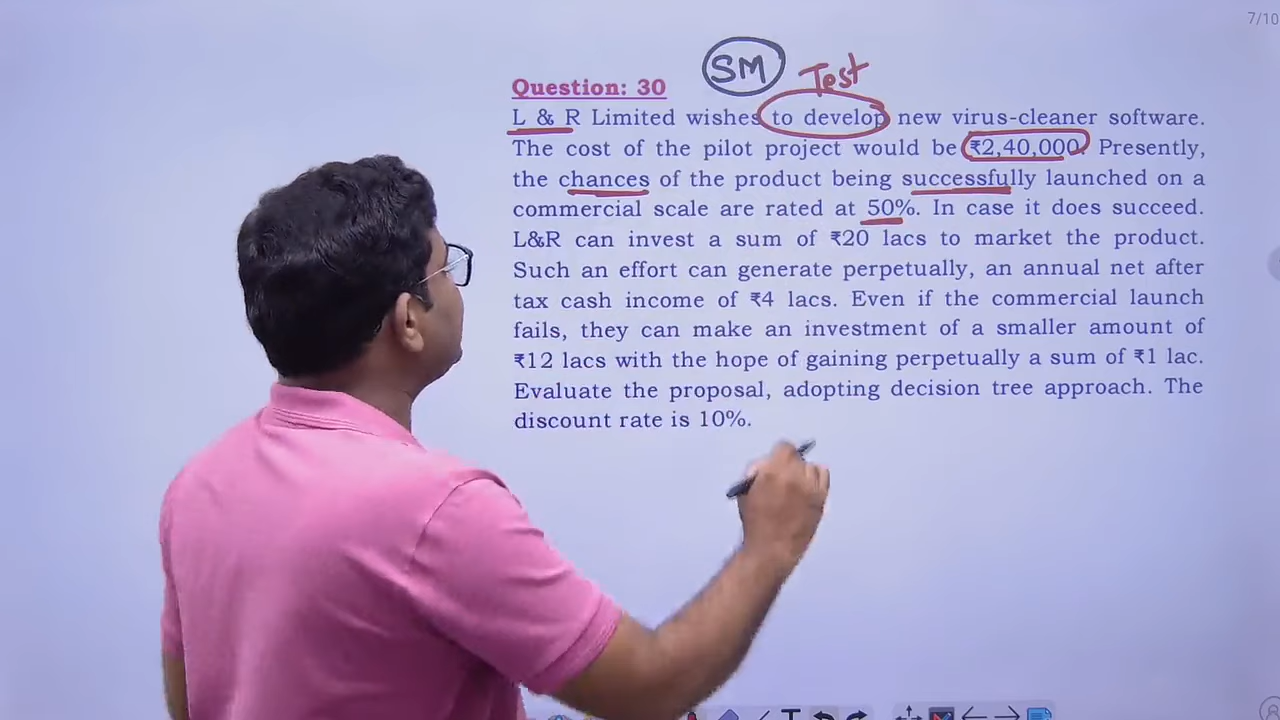 7/10
SM
Test
Question: 30
L & R Limited wishes to develop new virus-cleaner software.
The cost of the pilot project would be ₹2,40,000. Presently,
the chances of the product being successfully launched on a
commercial scale are rated at 50%. In case it does succeed.
L&R can invest a sum of ₹20 lacs to market the product.
Such an effort can generate perpetually, an annual net after
tax cash income of ₹4 lacs. Even if the commercial launch
fails, they can make an investment of a smaller amount of
₹12 lacs with the hope of gaining perpetually a sum of ₹1 lac.
Evaluate the proposal, adopting decision tree approach. The
discount rate is 10%.
T